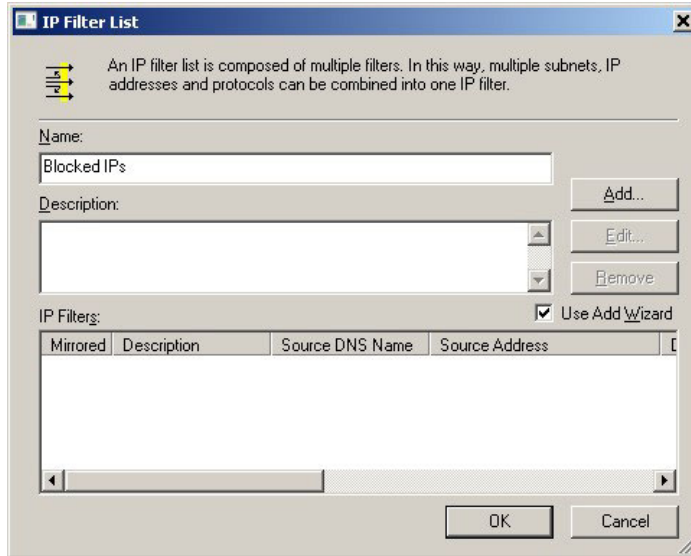 IP Filter List
An IP filter list is composed of multiple filters. In this way, multiple subnets, IP
addresses and protocols can be combined into one IP filter.
Name:
Blocked IPs
Add...
Description:
Edit...
Remove
IP Filters:
Use Add Wizard
Mirrored Description Source DNS Name Source Address
OK Cancel